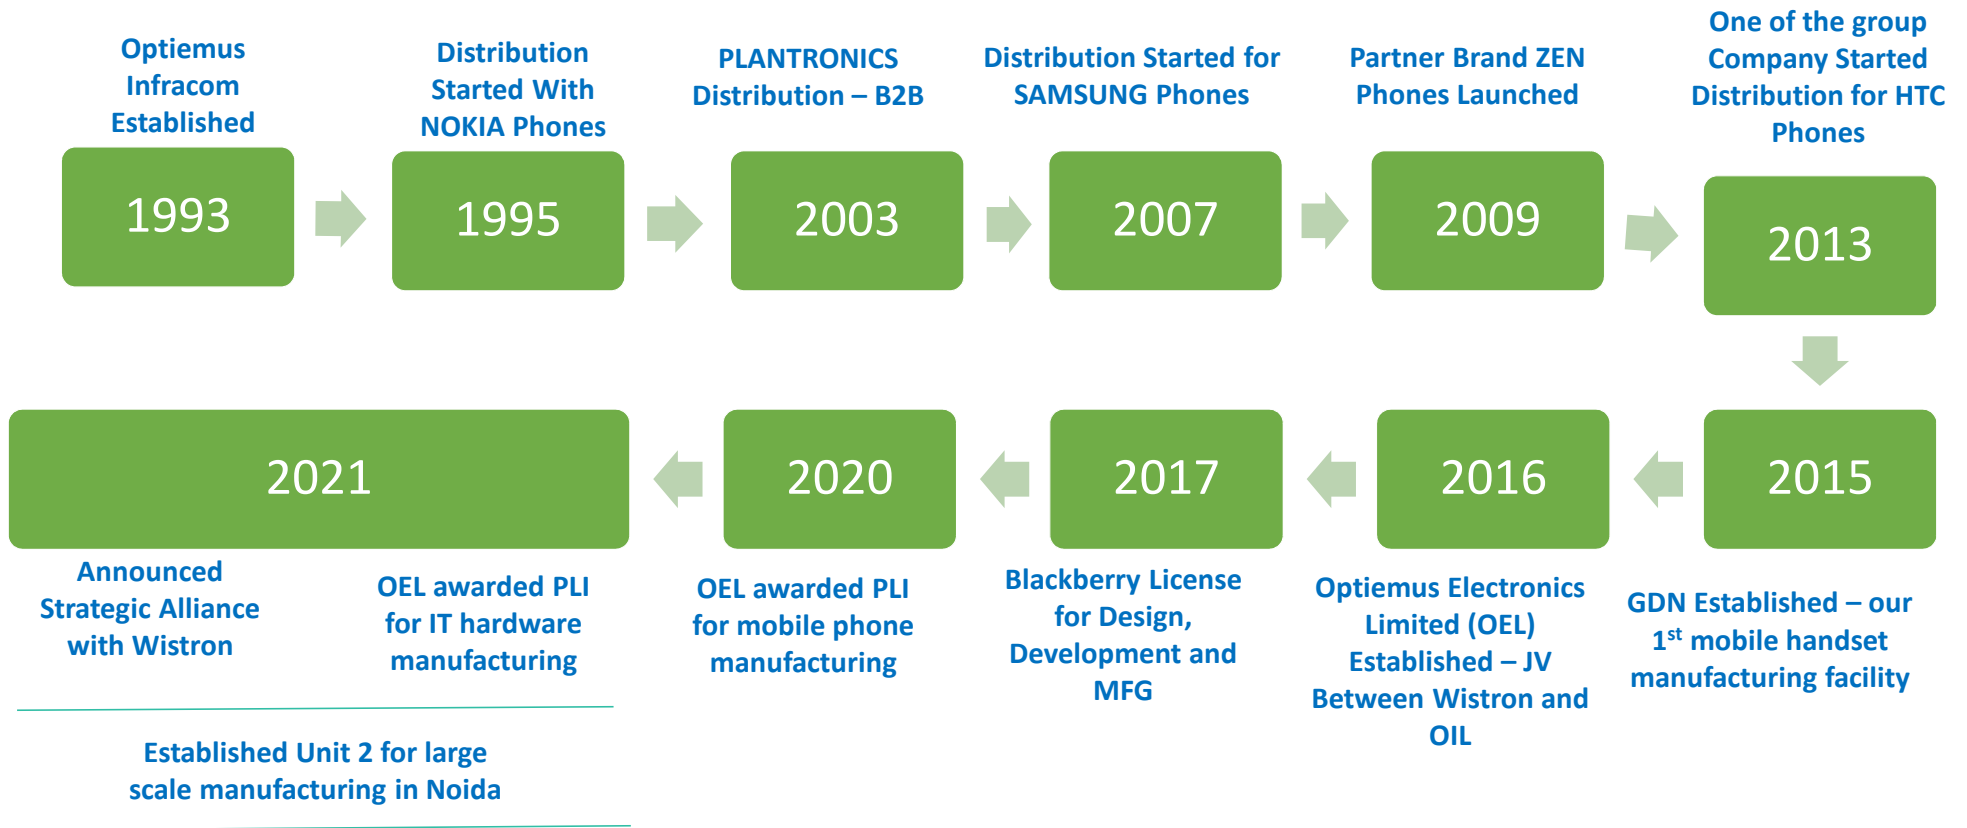 Optiemus
Infracom
Established
1993
Distribution
Started With
NOKIA Phones
1995
PLANTRONICS
Distribution – B2B
2003
Distribution Started for
SAMSUNG Phones
2007
Partner Brand ZEN
Phones Launched
2009
One of the group
Company Started
Distribution for HTC
Phones
2013
2015
GDN Established – our
1st mobile handset
manufacturing facility
2016
Optiemus Electronics
Limited (OEL)
Established – JV
Between Wistron and
OIL
2017
Blackberry License
for Design,
Development and
MFG
2020
OEL awarded PLI
for mobile phone
manufacturing
2021
Announced
Strategic Alliance
with Wistron
OEL awarded PLI
for IT hardware
manufacturing
Established Unit 2 for large
scale manufacturing in Noida